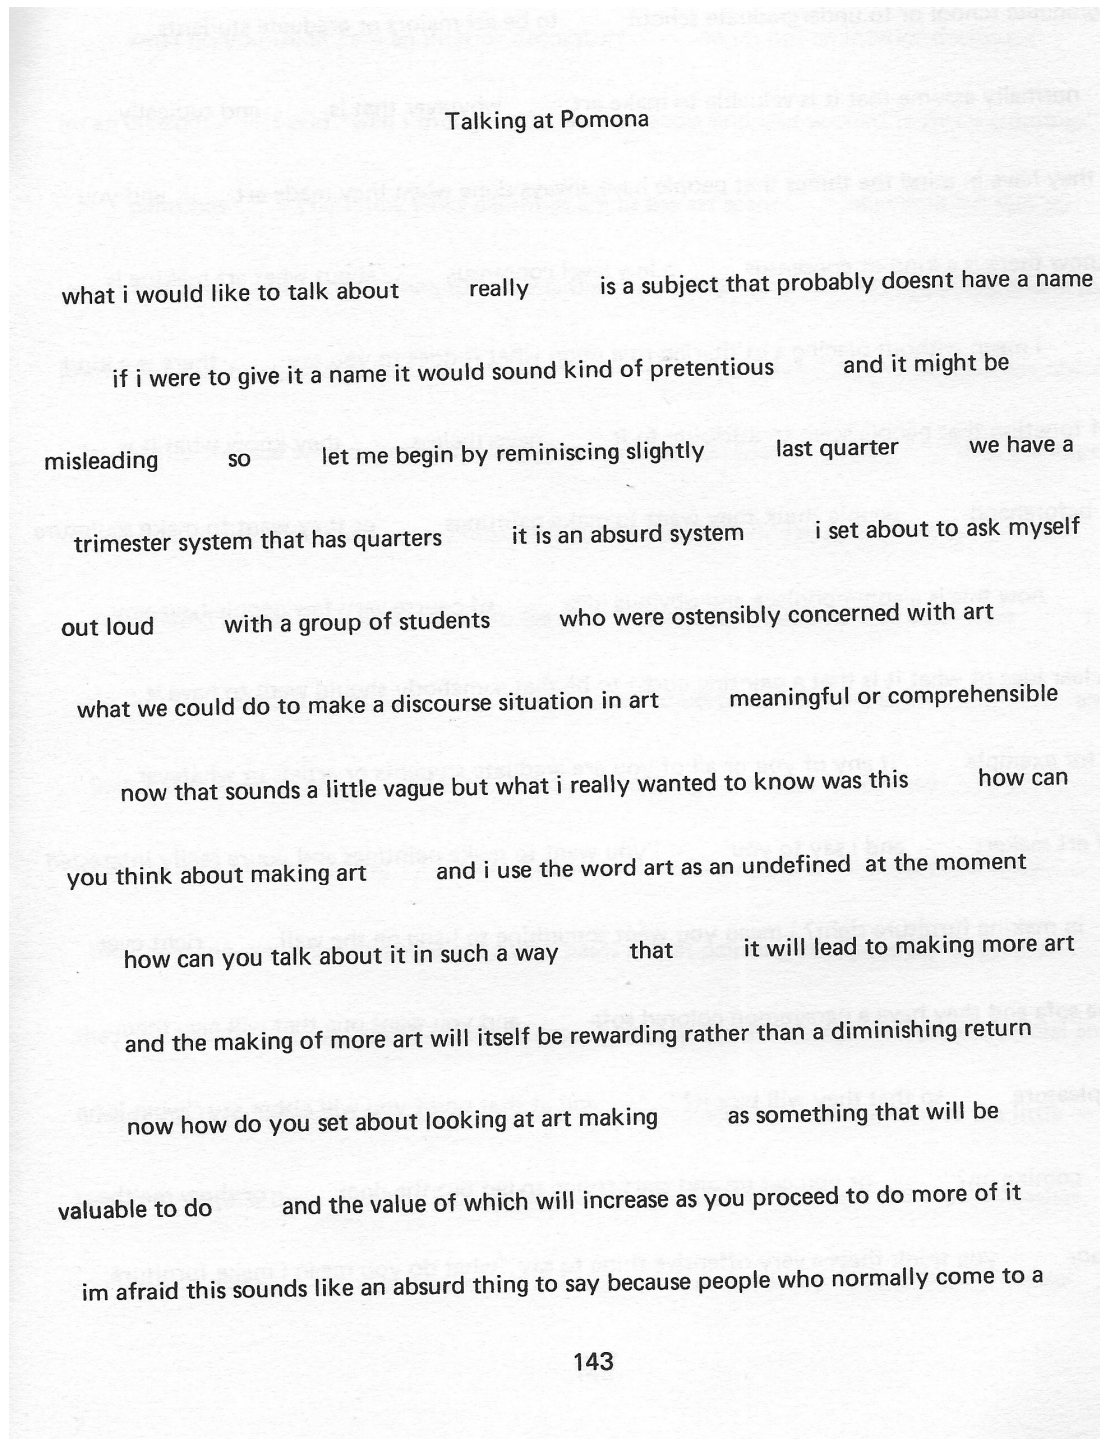 Talking at Pomona
what i would like to talk about really is a subject that probably doesnt have a name
if i were to give it a name it would sound kind of pretentious and it might be
misleading so let me begin by reminiscing slightly last quarter we have a
trimester system that has quarters it is an absurd system i set about to ask myself
out loud with a group of students who were ostensibly concerned with art
what we could do to make a discourse situation in art meaningful or comprehensible
now that sounds a little vague but what i really wanted to know was this how can
you think about making art and i use the word art as an undefined at the moment
how can you talk about it in such a way that it will lead to making more art
and the making of more art will itself be rewarding rather than a diminishing return
now how do you set about looking at art making as something that will be
valuable to do and the value of which will increase as you proceed to do more of it
im afraid this sounds like an absurd thing to say because people who normally come to a
143